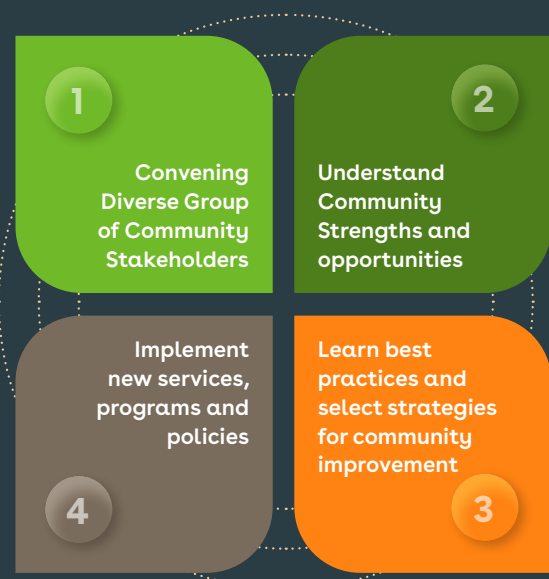 1
Convening
Diverse Group
of Community
Stakeholders
2
Understand
Community
Strengths and
opportunities
Learn best
practices and
select strategies
for community
improvement
3
Implement
new services,
programs and
policies
4